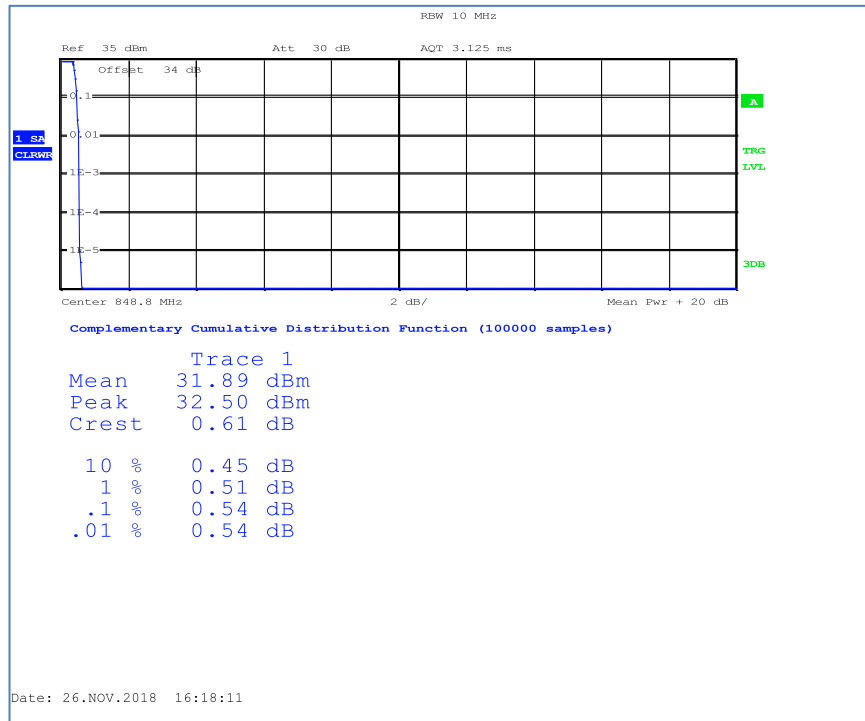 RBW 10 MHz
Ref 35 dBm Att 30 dB AQT 3.125 ms
Offset 34 dB
0.1
A
1 SA
0.01
CLRWR
TRG
LVL
1E-3
1E-4
1E-5
3DB
Center 848.8 MHz 2 dB/ Mean Pwr + 20 dB
Complementary Cumulative Distribution Function (100000 samples)
Trace 1
Mean 31.89 dBm
Peak 32.50 dBm
Crest 0.61 dB
10 % 0.45 dB
1 % 0.51 dB
.1 % 0.54 dB
.01 % 0.54 dB
Date: 26.NOV.2018 16:18:11